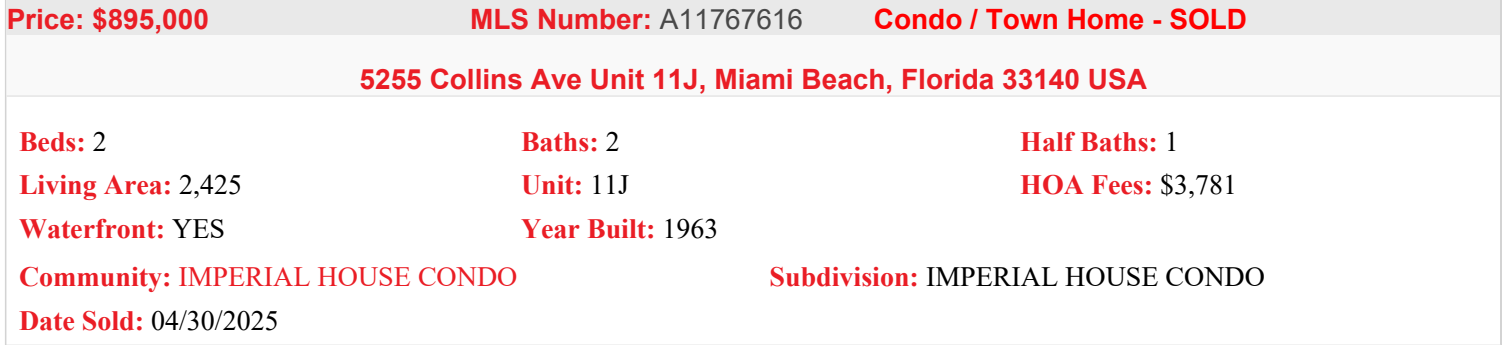 Price: $895,000 MLS Number: A11767616 Condo / Town Home - SOLD
5255 Collins Ave Unit 11J, Miami Beach, Florida 33140 USA
Beds: 2 Baths: 2 Half Baths: 1
Living Area: 2,425 Unit: 11J HOA Fees: $3,781
Waterfront: YES Year Built: 1963
Community: IMPERIAL HOUSE CONDO Subdivision: IMPERIAL HOUSE CONDO
Date Sold: 04/30/2025